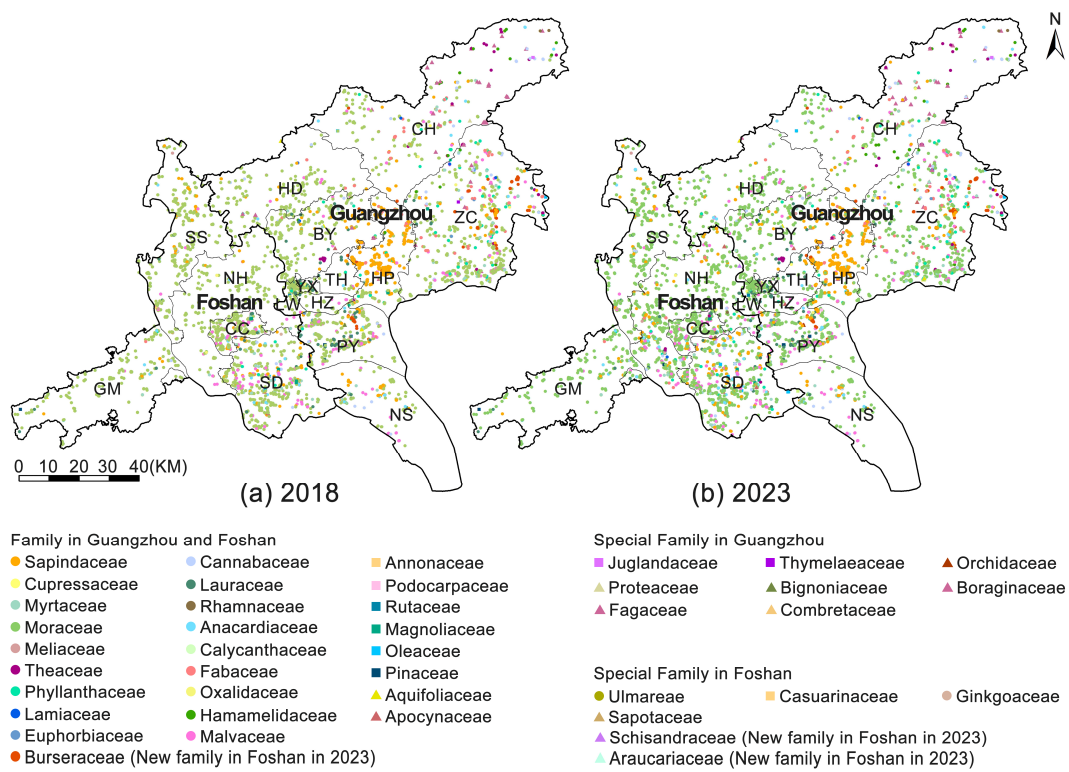 N
CH
HD
Guangzhou
ZC
BY
SS
NH
TH
HP
YX
Foshan
LW
HZ
CC
PY
GM
SD
NS
CH
HD
Guangzhou
ZC
BY
SS
NH
TH
HP
YX
Foshan
LW
HZ
CC
PY
GM
SD
NS
0 10 20 30 40(KM)
(a) 2018
(b) 2023
Family in Guangzhou and Foshan
Sapindaceae
Cupressaceae
Myrtaceae
Moraceae
Meliaceae
Theaceae
Phyllanthaceae
Lamiaceae
Euphorbiaceae
Burseraceae (New family in Foshan in 2023)
Cannabaceae
Lauraceae
Rhamnaceae
Anacardiaceae
Calycanthaceae
Fabaceae
Oxalidaceae
Hamamelidaceae
Malvaceae
Annonaceae
Podocarpaceae
Rutaceae
Magnoliaceae
Oleaceae
Pinaceae
Aquifoliaceae
Apocynaceae
Special Family in Guangzhou
Juglandaceae
Thymelaeaceae
Orchidaceae
Proteaceae
Bignoniaceae
Boraginaceae
Fagaceae
Combretaceae
Special Family in Foshan
Ulmareae
Casuarinaceae
Ginkgoaceae
Sapotaceae
Schisandraceae (New family in Foshan in 2023)
Araucariaceae (New family in Foshan in 2023)